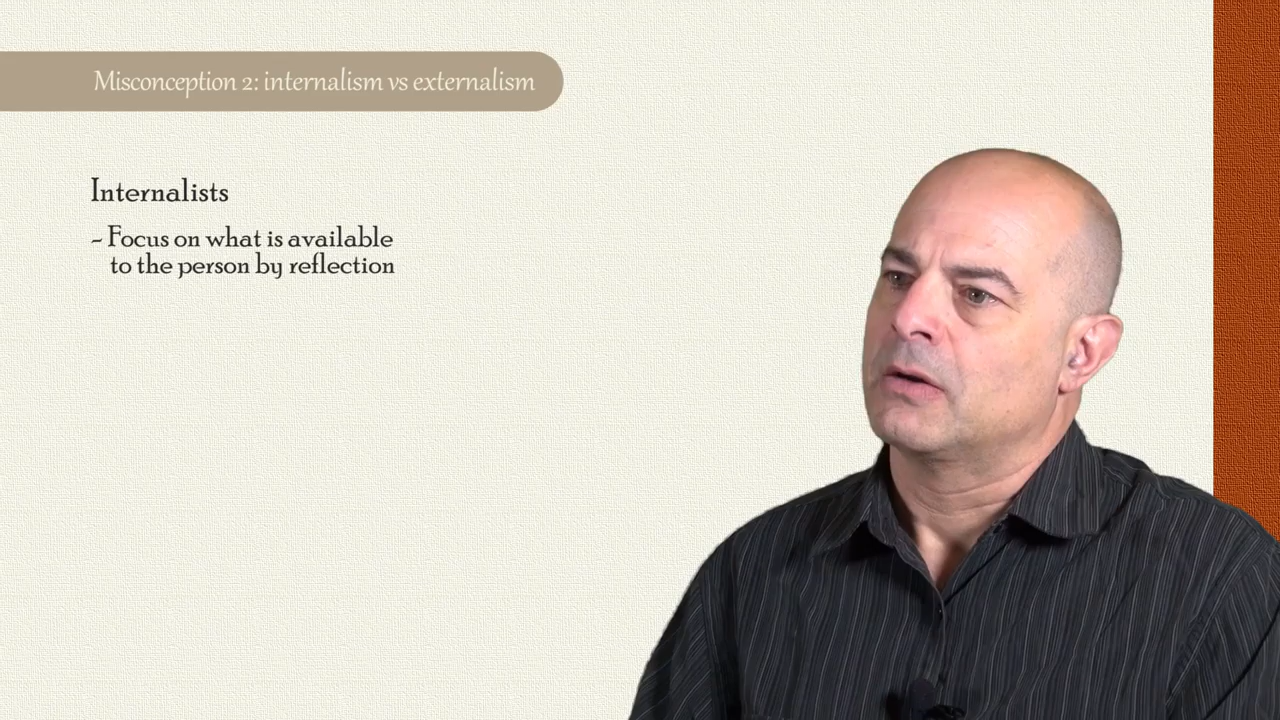 Misconception 2: internalism vs externalism
Internalists
- Focus on what is available
to the person by reflection